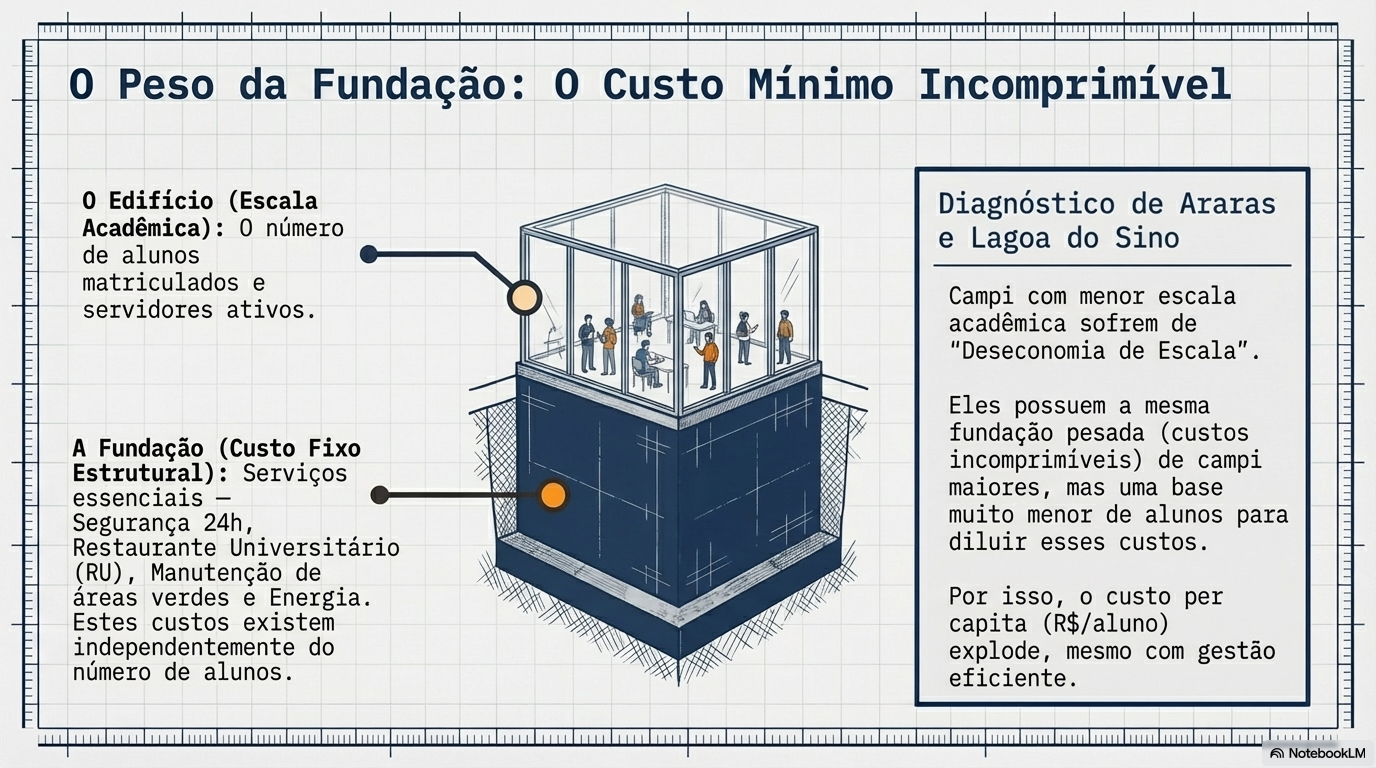 O Peso da Fundação: O Custo Mínimo Incomprimível
O Edifício (Escala
Acadêmica): O número
de alunos
matriculados e
servidores ativos.
A Fundação (Custo Fixo
Estrutural): Serviços
essenciais —
Segurança 24h,
Restaurante Universitário
(RU), Manutenção de
áreas verdes e Energia.
Estes custos existem
independentemente do
número de alunos.
Diagnóstico de Araras
e Lagoa do Sino
Campi com menor escala
acadêmica sofrem de
“Deseconomia de Escala”.
Eles possuem a mesma
fundação pesada (custos
incomprimíveis) de campi
maiores, mas uma base
muito menor de alunos para
diluir esses custos.
Por isso, o custo per
capita (R$/aluno)
explode, mesmo com gestão
eficiente.
NotebookLM